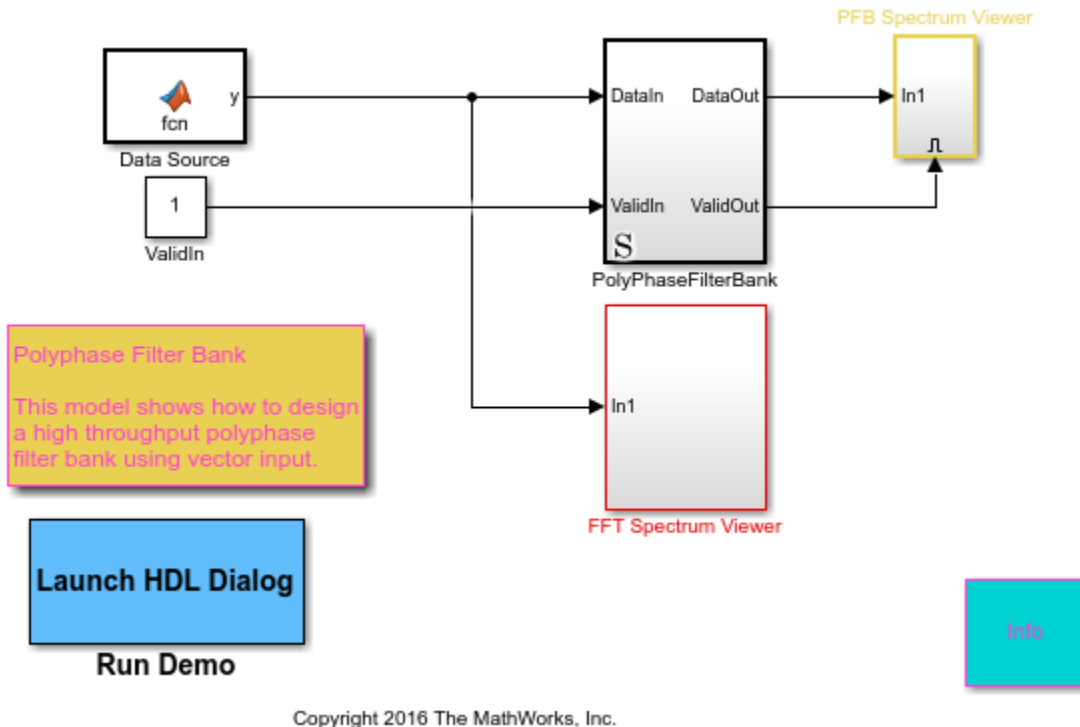 PFB Spectrum Viewer
y
fcn
Data Source
DataIn
DataOut
In1
1
ValidIn
ValidIn
ValidOut
S
PolyPhaseFilterBank
Polyphase Filter Bank
This model shows how to design
a high throughput polyphase
filter bank using vector input.
In1
FFT Spectrum Viewer
Launch HDL Dialog
Run Demo
Info
Copyright 2016 The MathWorks, Inc.